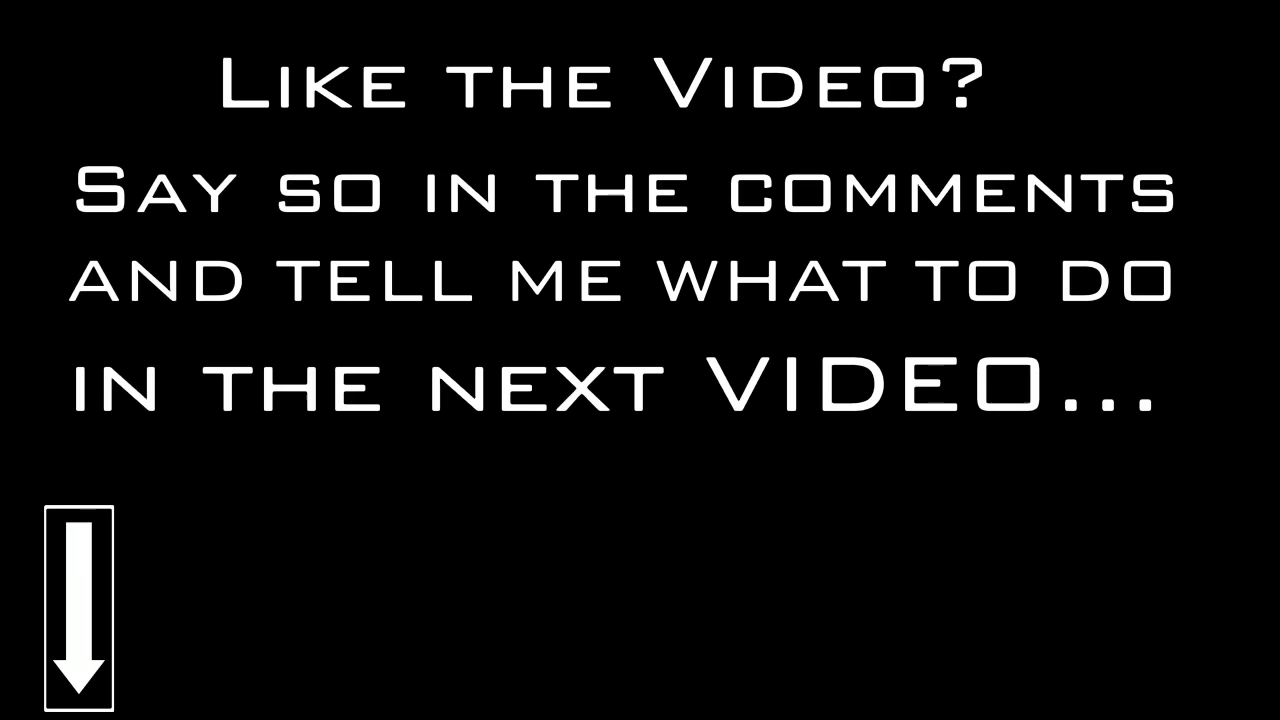 Like the Video?
Say so in the comments
and tell me what to do
in the next VIDEO...